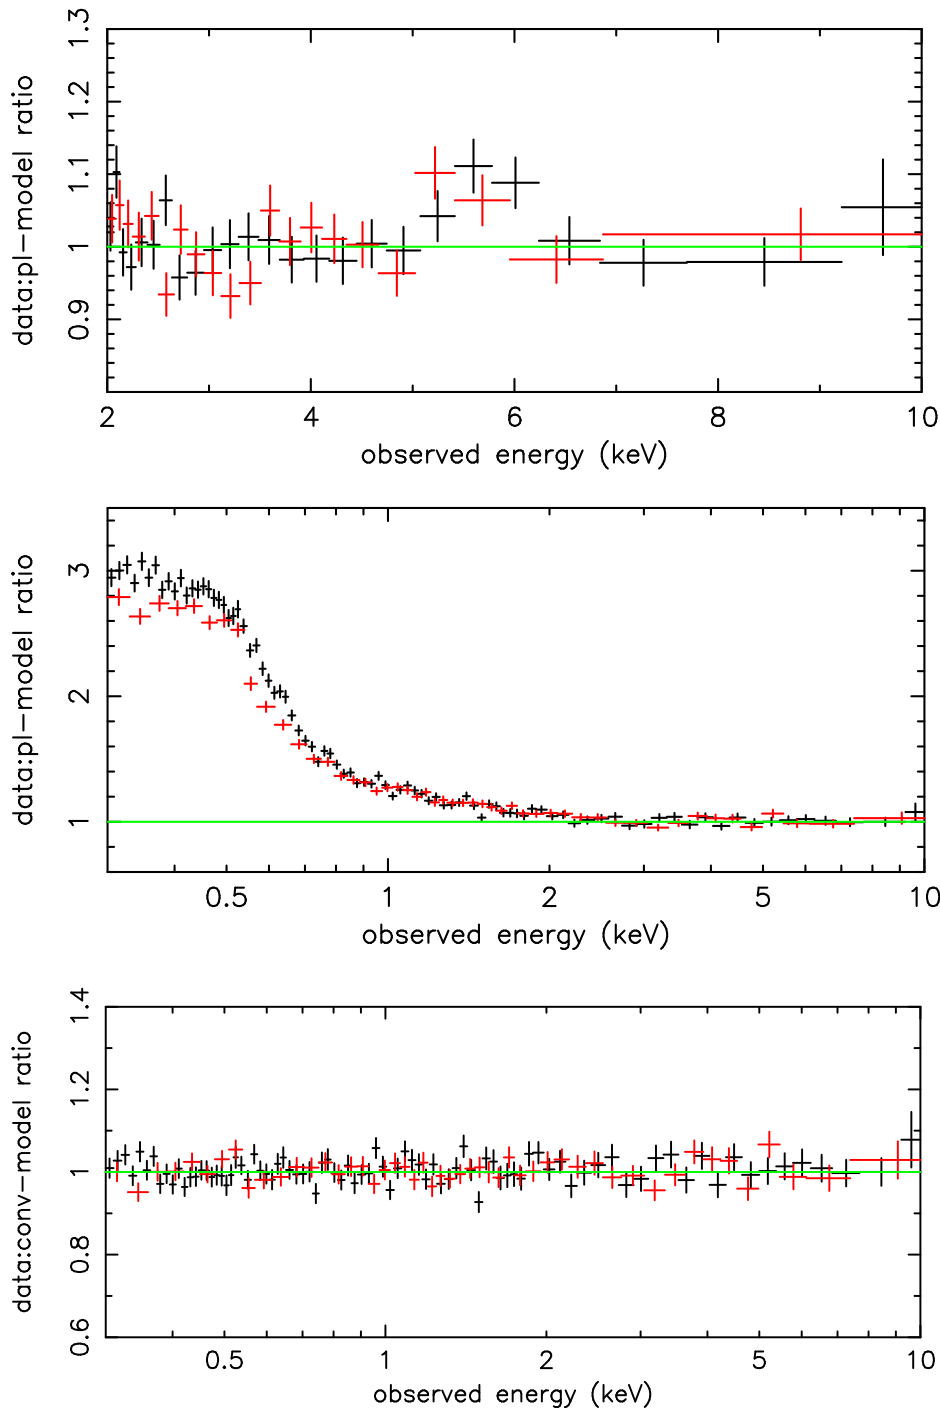 1.3
1.2
1.1
1
0.9
data:pl-model ratio
2 4 6 8 10
observed energy (keV)
3
2
1
data:pl-model ratio
0.5 1 2 5 10
observed energy (keV)
1.4
1.2
1
0.8
0.6
data:conv-model ratio
0.5 1 2 5 10
observed energy (keV)